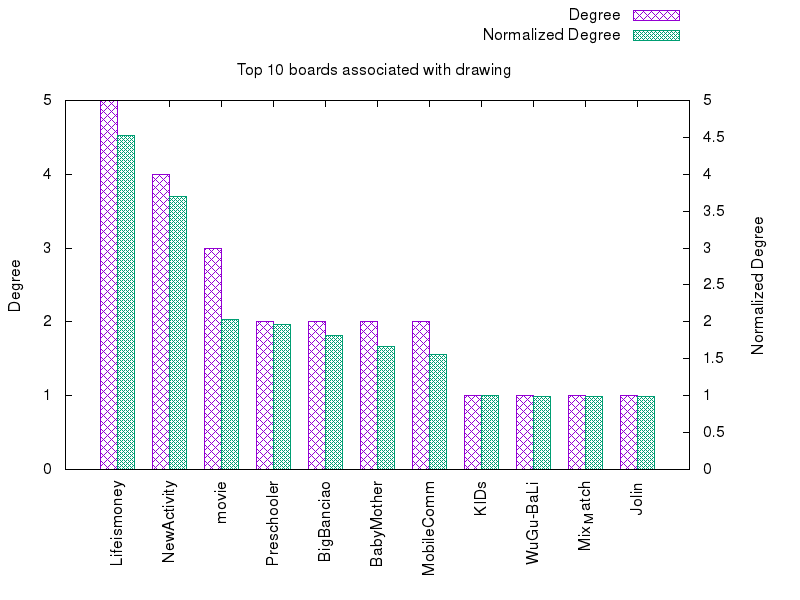 Degree
Normalized Degree
Top 10 boards associated with drawing
5
4
3
2
1
0
Degree
5
4.5
4
3.5
3
2.5
2
1.5
1
0.5
0
Normalized Degree
Lifeismoney
NewActivity
movie
Preschooler
BigBanciao
BabyMother
MobileComm
KIDs
WuGu-BaLi
MixMatch
Jolin